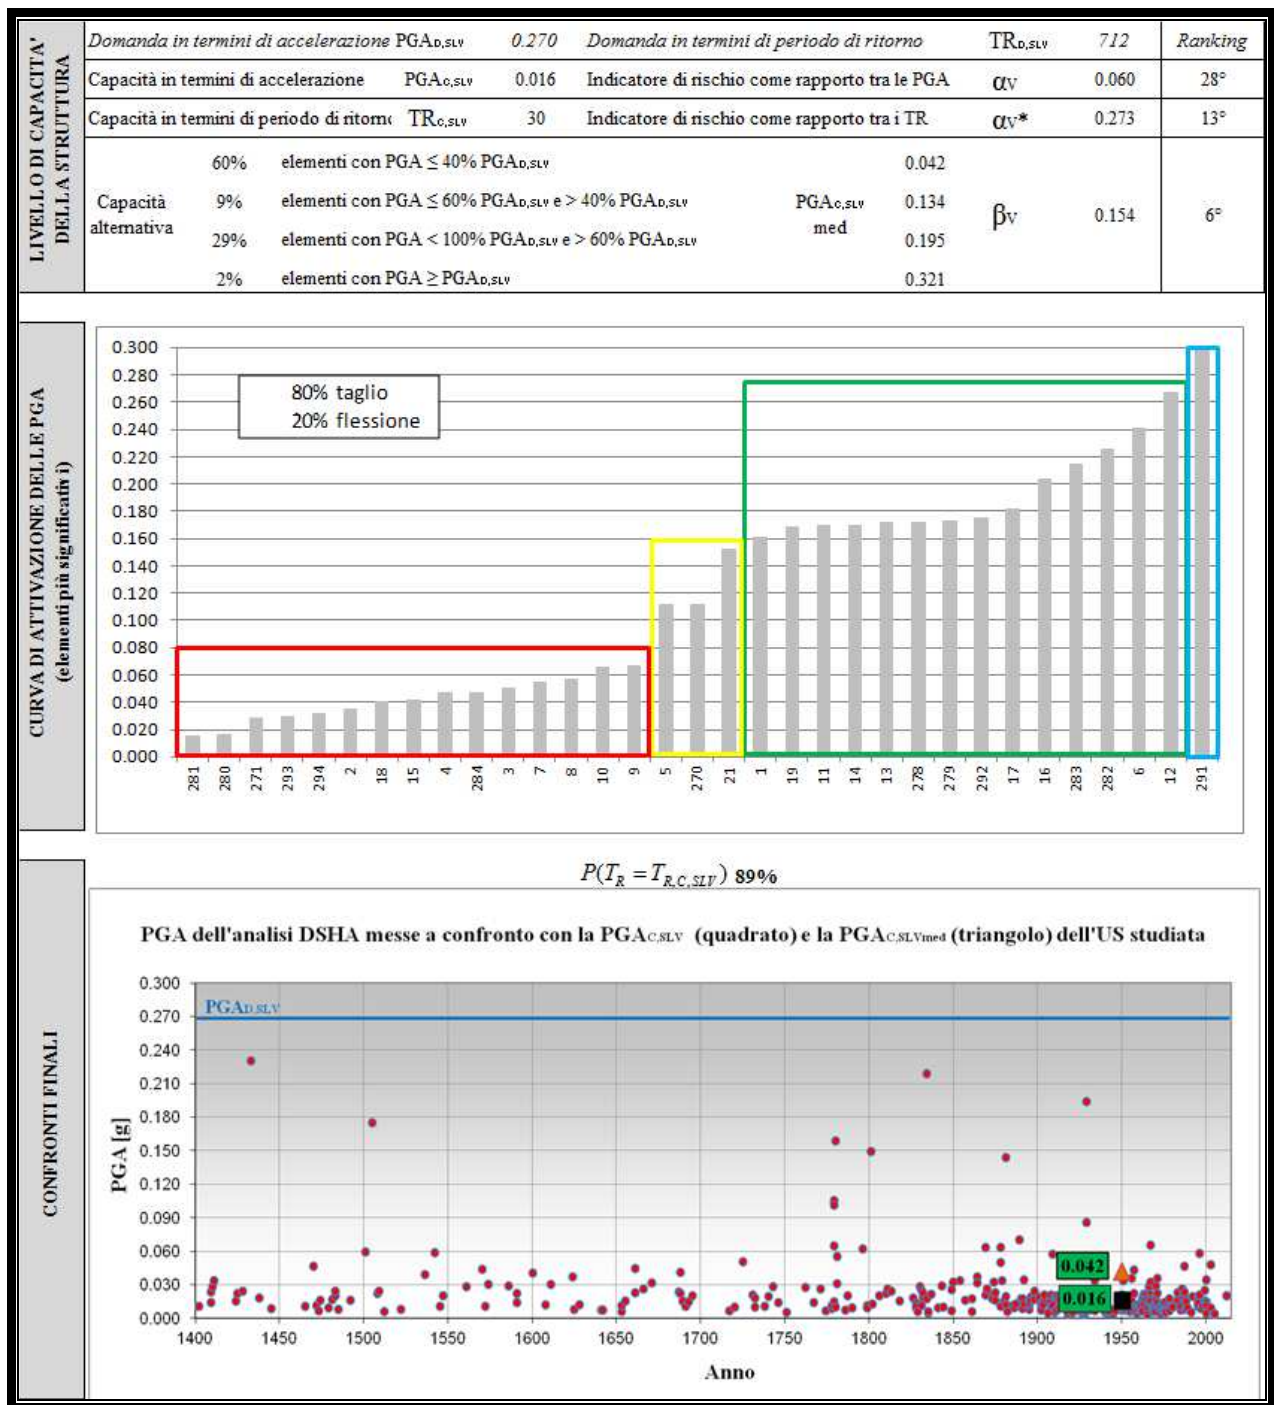 LIVELLO DI CAPACITA'
DELLA STRUTTURA
Domanda in termini di accelerazione PGAD,SLV 0.270 Domanda in termini di periodo di ritorno TRD,SLV 712 Ranking
Capacità in termini di accelerazione PGAC,SLV 0.016 Indicatore di rischio come rapporto tra le PGA αV 0.060 28°
Capacità in termini di periodo di ritorno TRC,SLV 30 Indicatore di rischio come rapporto tra i TR αV* 0.273 13°
Capacità
alternativa
60% elementi con PGA ≤ 40% PGAD,SLV 0.042
9% elementi con PGA ≤ 60% PGAD,SLV e > 40% PGAD,SLV 0.134
29% elementi con PGA < 100% PGAD,SLV e > 60% PGAD,SLV 0.195
2% elementi con PGA ≥ PGAD,SLV 0.321
PGAC,SLV
med
βV 0.154 6°
CURVA DI ATTIVAZIONE DELLE PGA
(elementi più significativi)
0.300
0.280
0.260
0.240
0.220
0.200
0.180
0.160
0.140
0.120
0.100
0.080
0.060
0.040
0.020
0.000
80% taglio
20% flessione
281 280 271 293 294 2 18 15 4 284 3 7 8 10 9 5 270 21 1 19 11 14 13 278 279 292 17 16 283 282 6 12 291
CONFRONTI FINALI
P(TR = TR,C,SLV) 89%
PGA dell'analisi DSHA messe a confronto con la PGAC,SLV (quadrato) e la PGAC,SLVmed (triangolo) dell'US studiata
PGA [g]
0.300
0.270
0.240
0.210
0.180
0.150
0.120
0.090
0.060
0.030
0.000
PGAD,SLV
0.042
0.016
1400 1450 1500 1550 1600 1650 1700 1750 1800 1850 1900 1950 2000
Anno